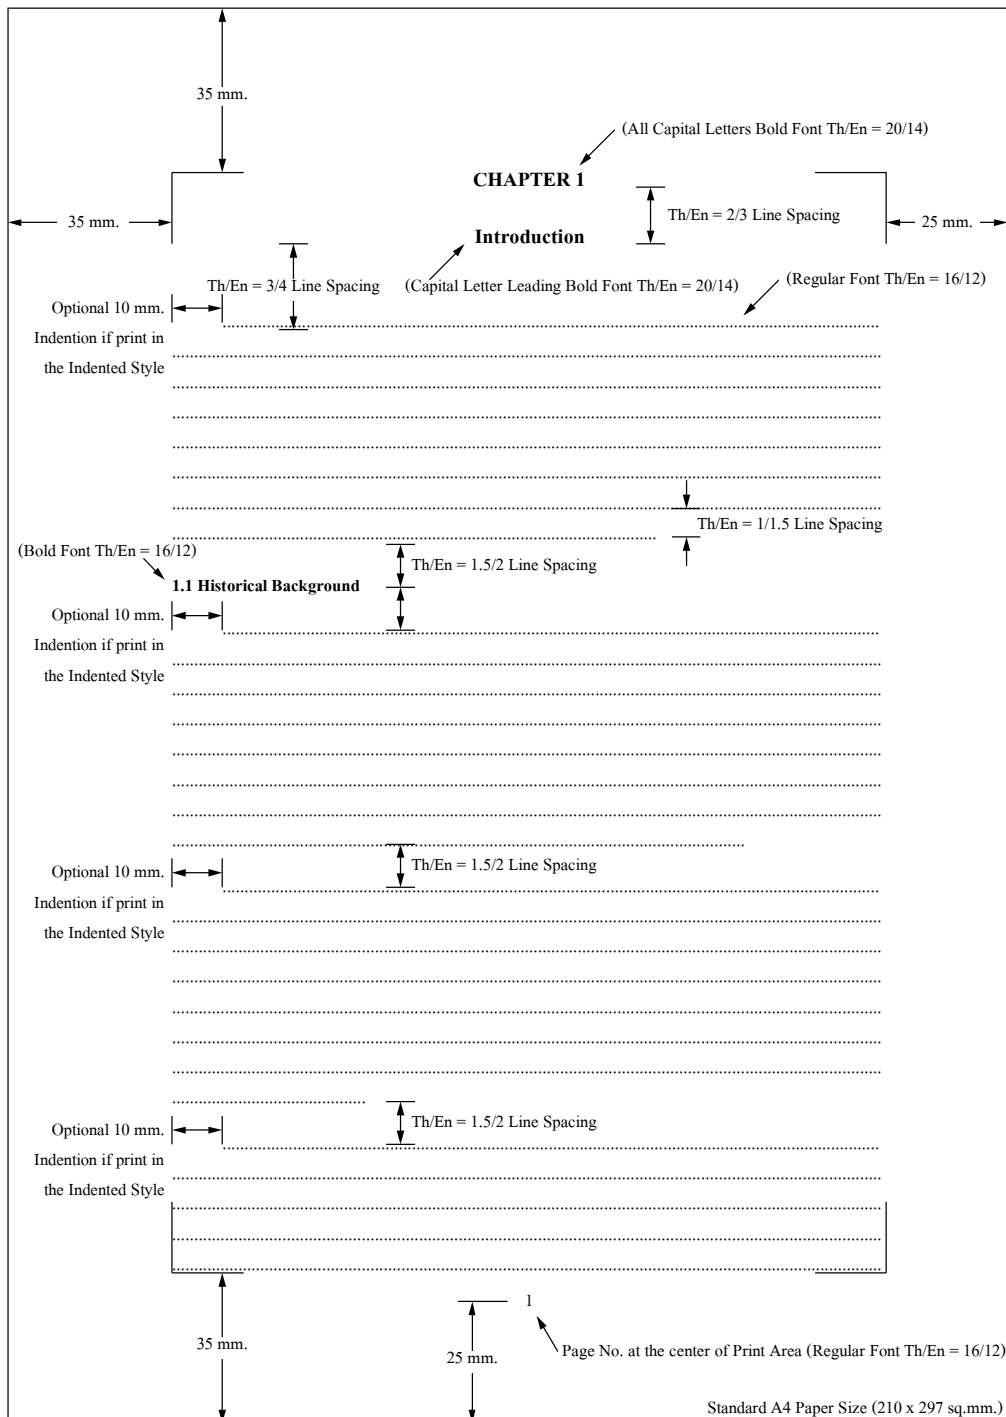 35 mm.
(All Capital Letters Bold Font Th/En = 20/14)
CHAPTER 1
35 mm.
Th/En = 2/3 Line Spacing
25 mm.
Introduction
Th/En = 3/4 Line Spacing
(Capital Letter Leading Bold Font Th/En = 20/14)
(Regular Font Th/En = 16/12)
Optional 10 mm.
Indention if print in
the Indented Style
Th/En = 1/1.5 Line Spacing
(Bold Font Th/En = 16/12)
Th/En = 1.5/2 Line Spacing
1.1 Historical Background
Optional 10 mm.
Indention if print in
the Indented Style
Th/En = 1.5/2 Line Spacing
Optional 10 mm.
Indention if print in
the Indented Style
Th/En = 1.5/2 Line Spacing
Optional 10 mm.
Indention if print in
the Indented Style
1
35 mm.
25 mm.
Page No. at the center of Print Area (Regular Font Th/En = 16/12)
Standard A4 Paper Size (210 x 297 sq.mm.)